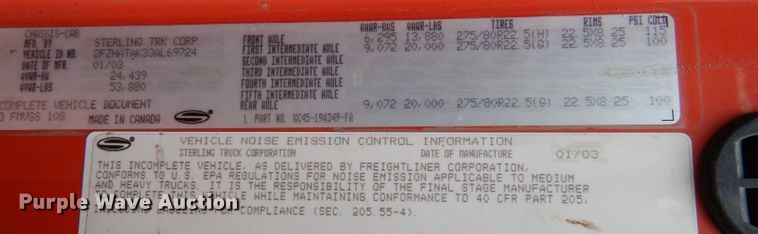 CHASSIS-CAB
MFD. BY STERLING TRK CORP.
VEHICLE ID NO. 2FZHATAK33AL69724
DATE OF MFD. 01/03
GVWR-KG 24,439
GVWR-LBS 53,880
COMPLETE VEHICLE DOCUMENT
FMVSS 108. MADE IN CANADA
GAWR-KGS GAWR-LBS TIRES RIMS PSI COLD
FRONT AXLE 6,295 13,880 275/80R22.5(H) 22.5X8.25 115
FIRST INTERMEDIATE AXLE 9,072 20,000 275/80R22.5(G) 22.5X8.25 100
SECOND INTERMEDIATE AXLE
THIRD INTERMEDIATE AXLE
FOURTH INTERMEDIATE AXLE
FIFTH INTERMEDIATE AXLE
REAR AXLE 9,072 20,000 275/80R22.5(G) 22.5X8.25 100
PART NO.
VEHICLE NOISE EMISSION CONTROL INFORMATION
STERLING TRUCK CORPORATION DATE OF MANUFACTURE 01/03
THIS INCOMPLETE VEHICLE, AS DELIVERED BY FREIGHTLINER CORPORATION,
CONFORMS TO U.S. EPA REGULATIONS FOR NOISE EMISSION APPLICABLE TO MEDIUM
AND HEAVY TRUCKS. IT IS THE RESPONSIBILITY OF THE FINAL STAGE MANUFACTURER
TO COMPLETE THIS VEHICLE WHILE MAINTAINING CONFORMANCE TO 40 CFR PART 205,
INCLUDING LABELING FOR COMPLIANCE (SEC. 205.55-4).
Purple Wave Auction